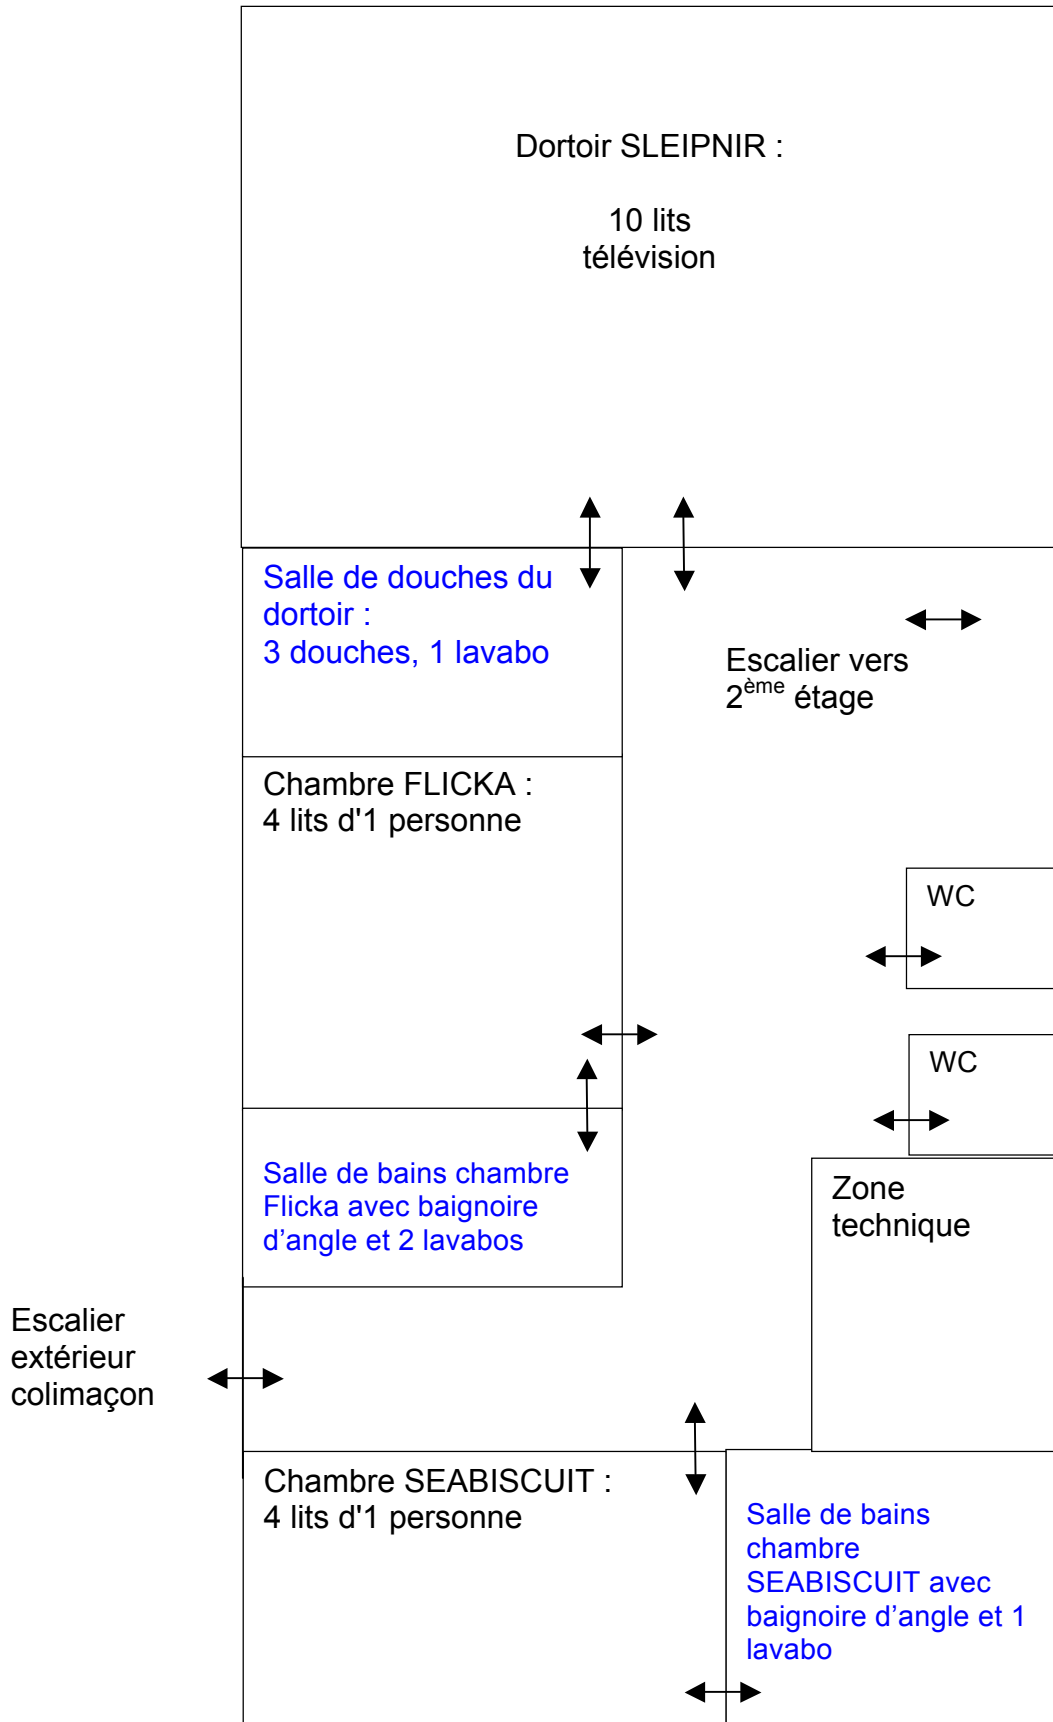 Dortoir SLEIPNIR :
10 lits
télévision
Salle de douches du
dortoir :
3 douches, 1 lavabo
Escalier vers
2ème étage
Chambre FLICKA :
4 lits d'1 personne
WC
WC
Salle de bains chambre
Flicka avec baignoire
d’angle et 2 lavabos
Zone
technique
Escalier
extérieur
colimaçon
Chambre SEABISCUIT :
4 lits d'1 personne
Salle de bains
chambre
SEABISCUIT avec
baignoire d’angle et 1
lavabo